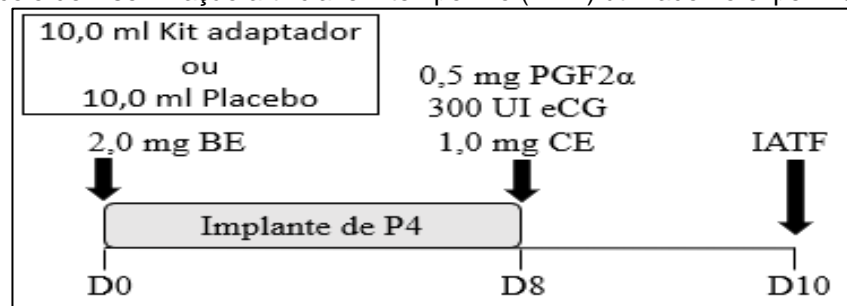 10,0 ml Kit adaptador
ou
10,0 ml Placebo
0,5 mg PGF2α
300 UI eCG
2,0 mg BE
1,0 mg CE
IATF
Implante de P4
D0
D8
D10